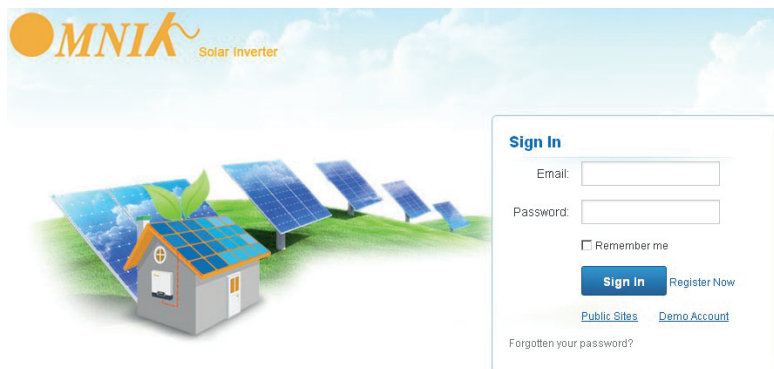 OMNIK Solar Inverter
Sign In
Email:
Password:
Remember me
Sign In Register Now
Public Sites Demo Account
Forgotten your password?